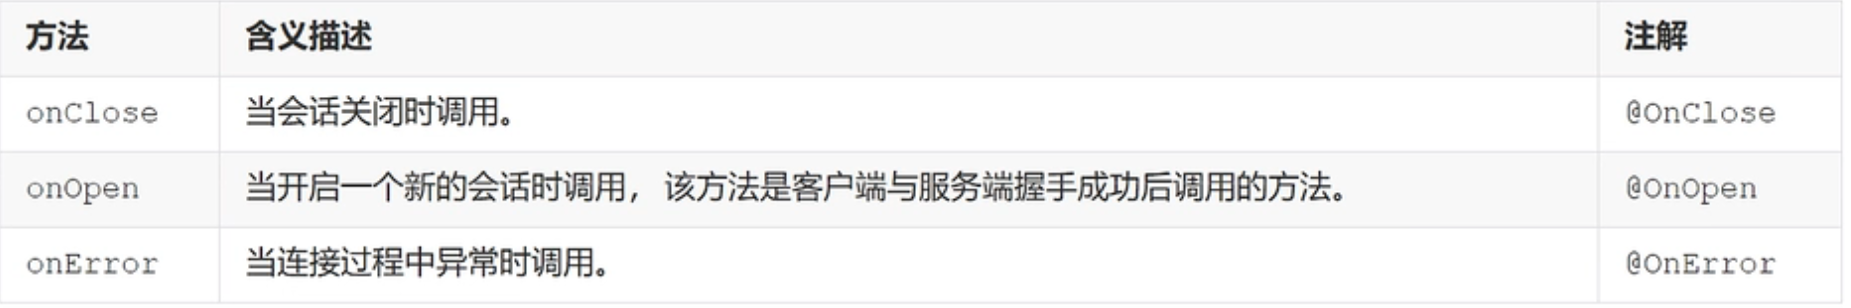 方法 含义描述 注解
onClose 当会话关闭时调用。 @OnClose
onOpen 当开启一个新的会话时调用， 该方法是客户端与服务端握手成功后调用的方法。 @OnOpen
onError 当连接过程中异常时调用。 @OnError